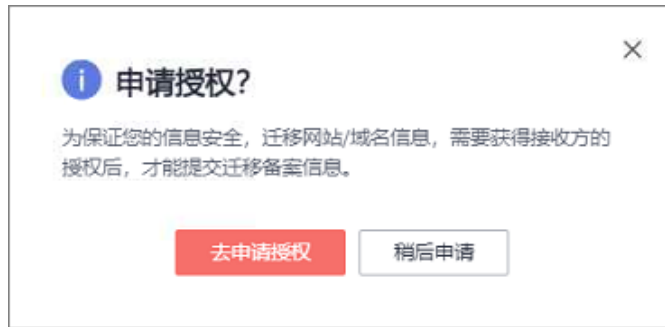 申请授权?
为保证您的信息安全，迁移网站/域名信息，需要获得接收方的
授权后，才能提交迁移备案信息。
去申请授权
稍后申请